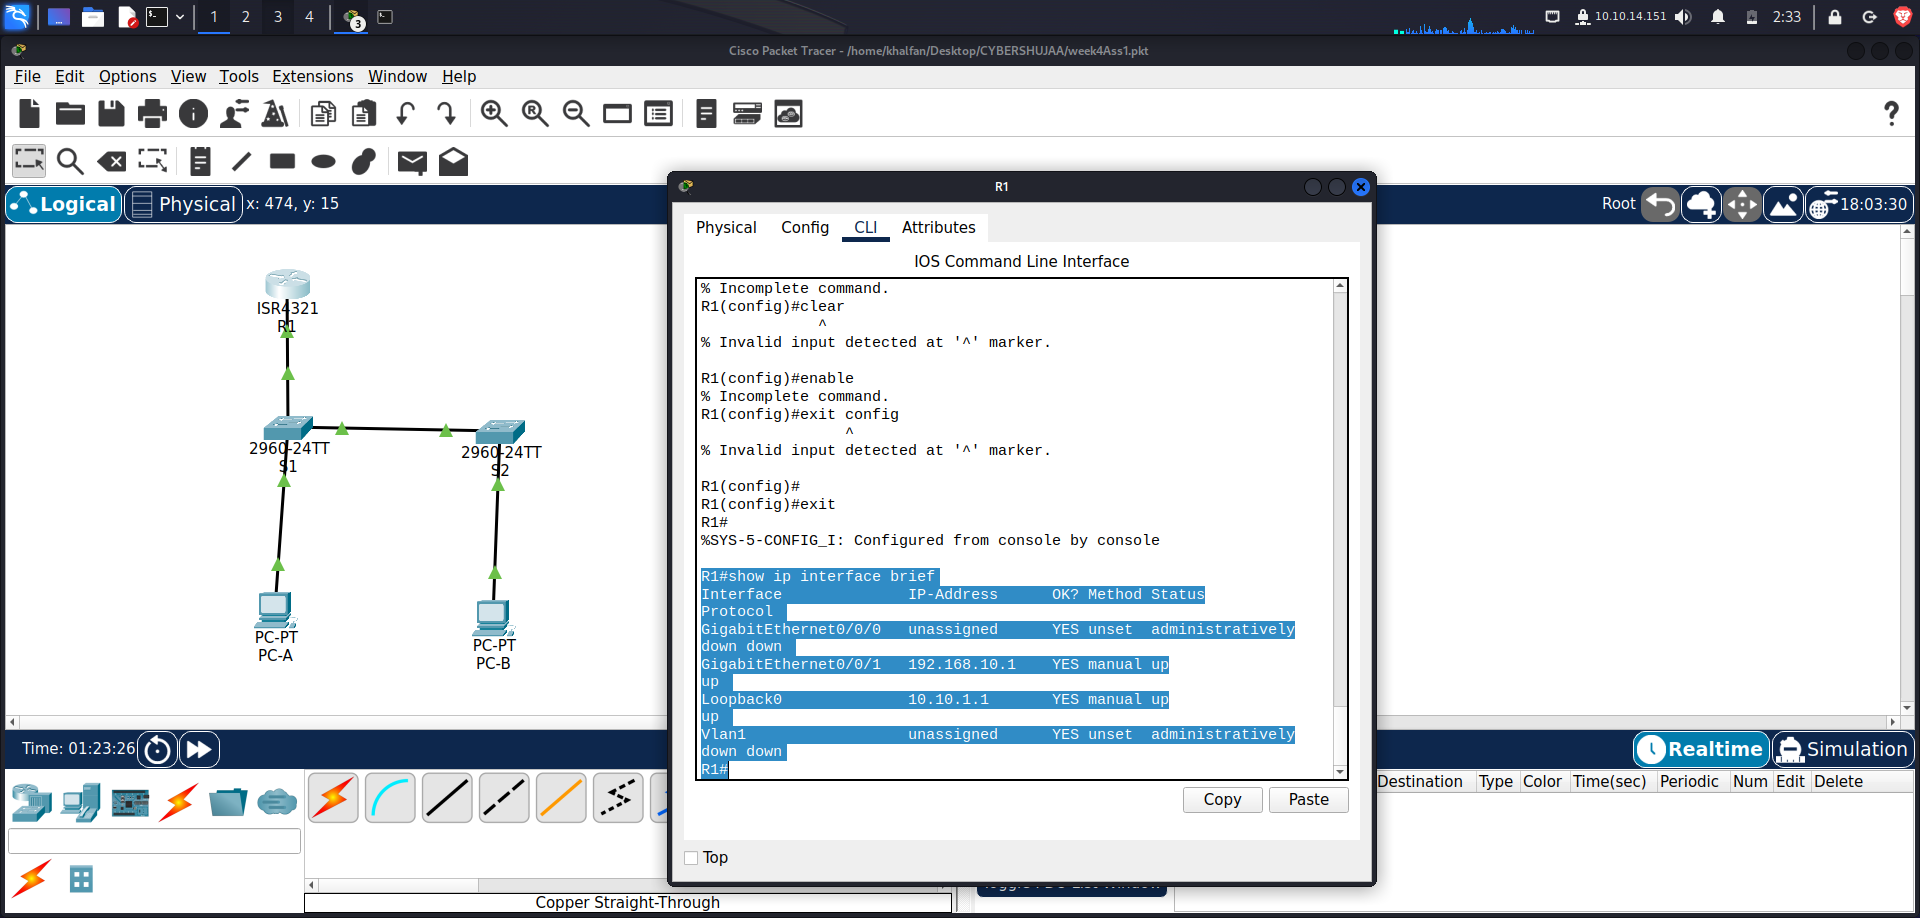 1 2 3 4 3 10.10.14.151 2:33
Cisco Packet Tracer - /home/khalfan/Desktop/CYBERSHUJAA/week4Ass1.pkt
File Edit Options View Tools Extensions Window Help
Logical Physical x: 474, y: 15 Root 18:03:30
ISR4321
R1
2960-24TT
S1
2960-24TT
S2
PC-PT
PC-A
PC-PT
PC-B
R1
Physical Config CLI Attributes
IOS Command Line Interface
% Incomplete command.
R1(config)#clear
^
% Invalid input detected at '^' marker.
R1(config)#enable
% Incomplete command.
R1(config)#exit config
^
% Invalid input detected at '^' marker.
R1(config)#
R1(config)#exit
R1#
%SYS-5-CONFIG_I: Configured from console by console
R1#show ip interface brief
Interface IP-Address OK? Method Status
Protocol
GigabitEthernet0/0/0 unassigned YES unset administratively
down down
GigabitEthernet0/0/1 192.168.10.1 YES manual up
up
Loopback0 10.10.1.1 YES manual up
up
Vlan1 unassigned YES unset administratively
down down
R1#
Copy Paste
Top
Time: 01:23:26 Realtime Simulation
Destination Type Color Time(sec) Periodic Num Edit Delete
Copper Straight-Through